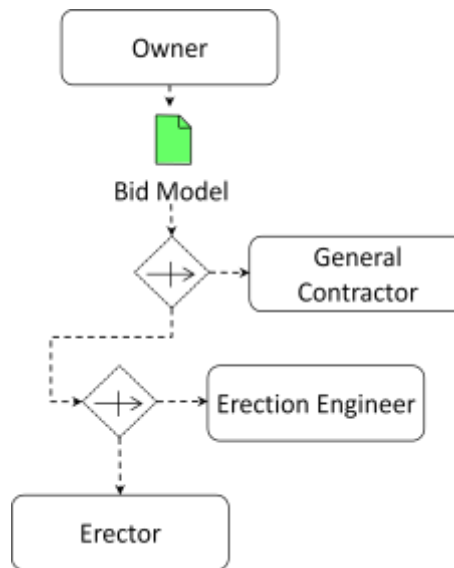 Owner
Bid Model
General
Contractor
Erection Engineer
Erector